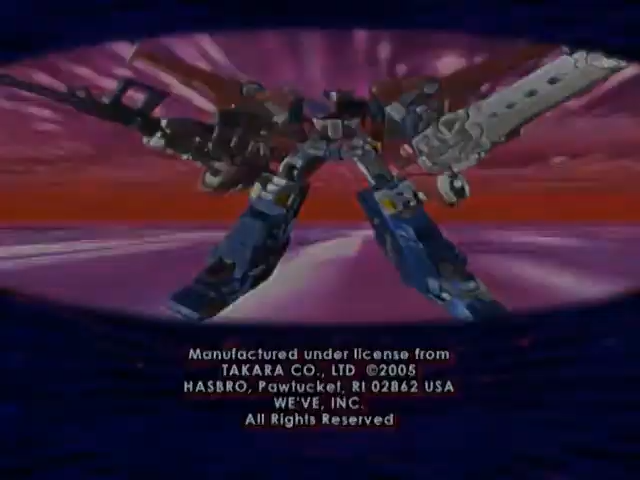 Manufactured under license from
TAKARA CO., LTD ©2005
HASBRO, Pawtucket, RI 02862 USA
WE'VE, INC.
All Rights Reserved